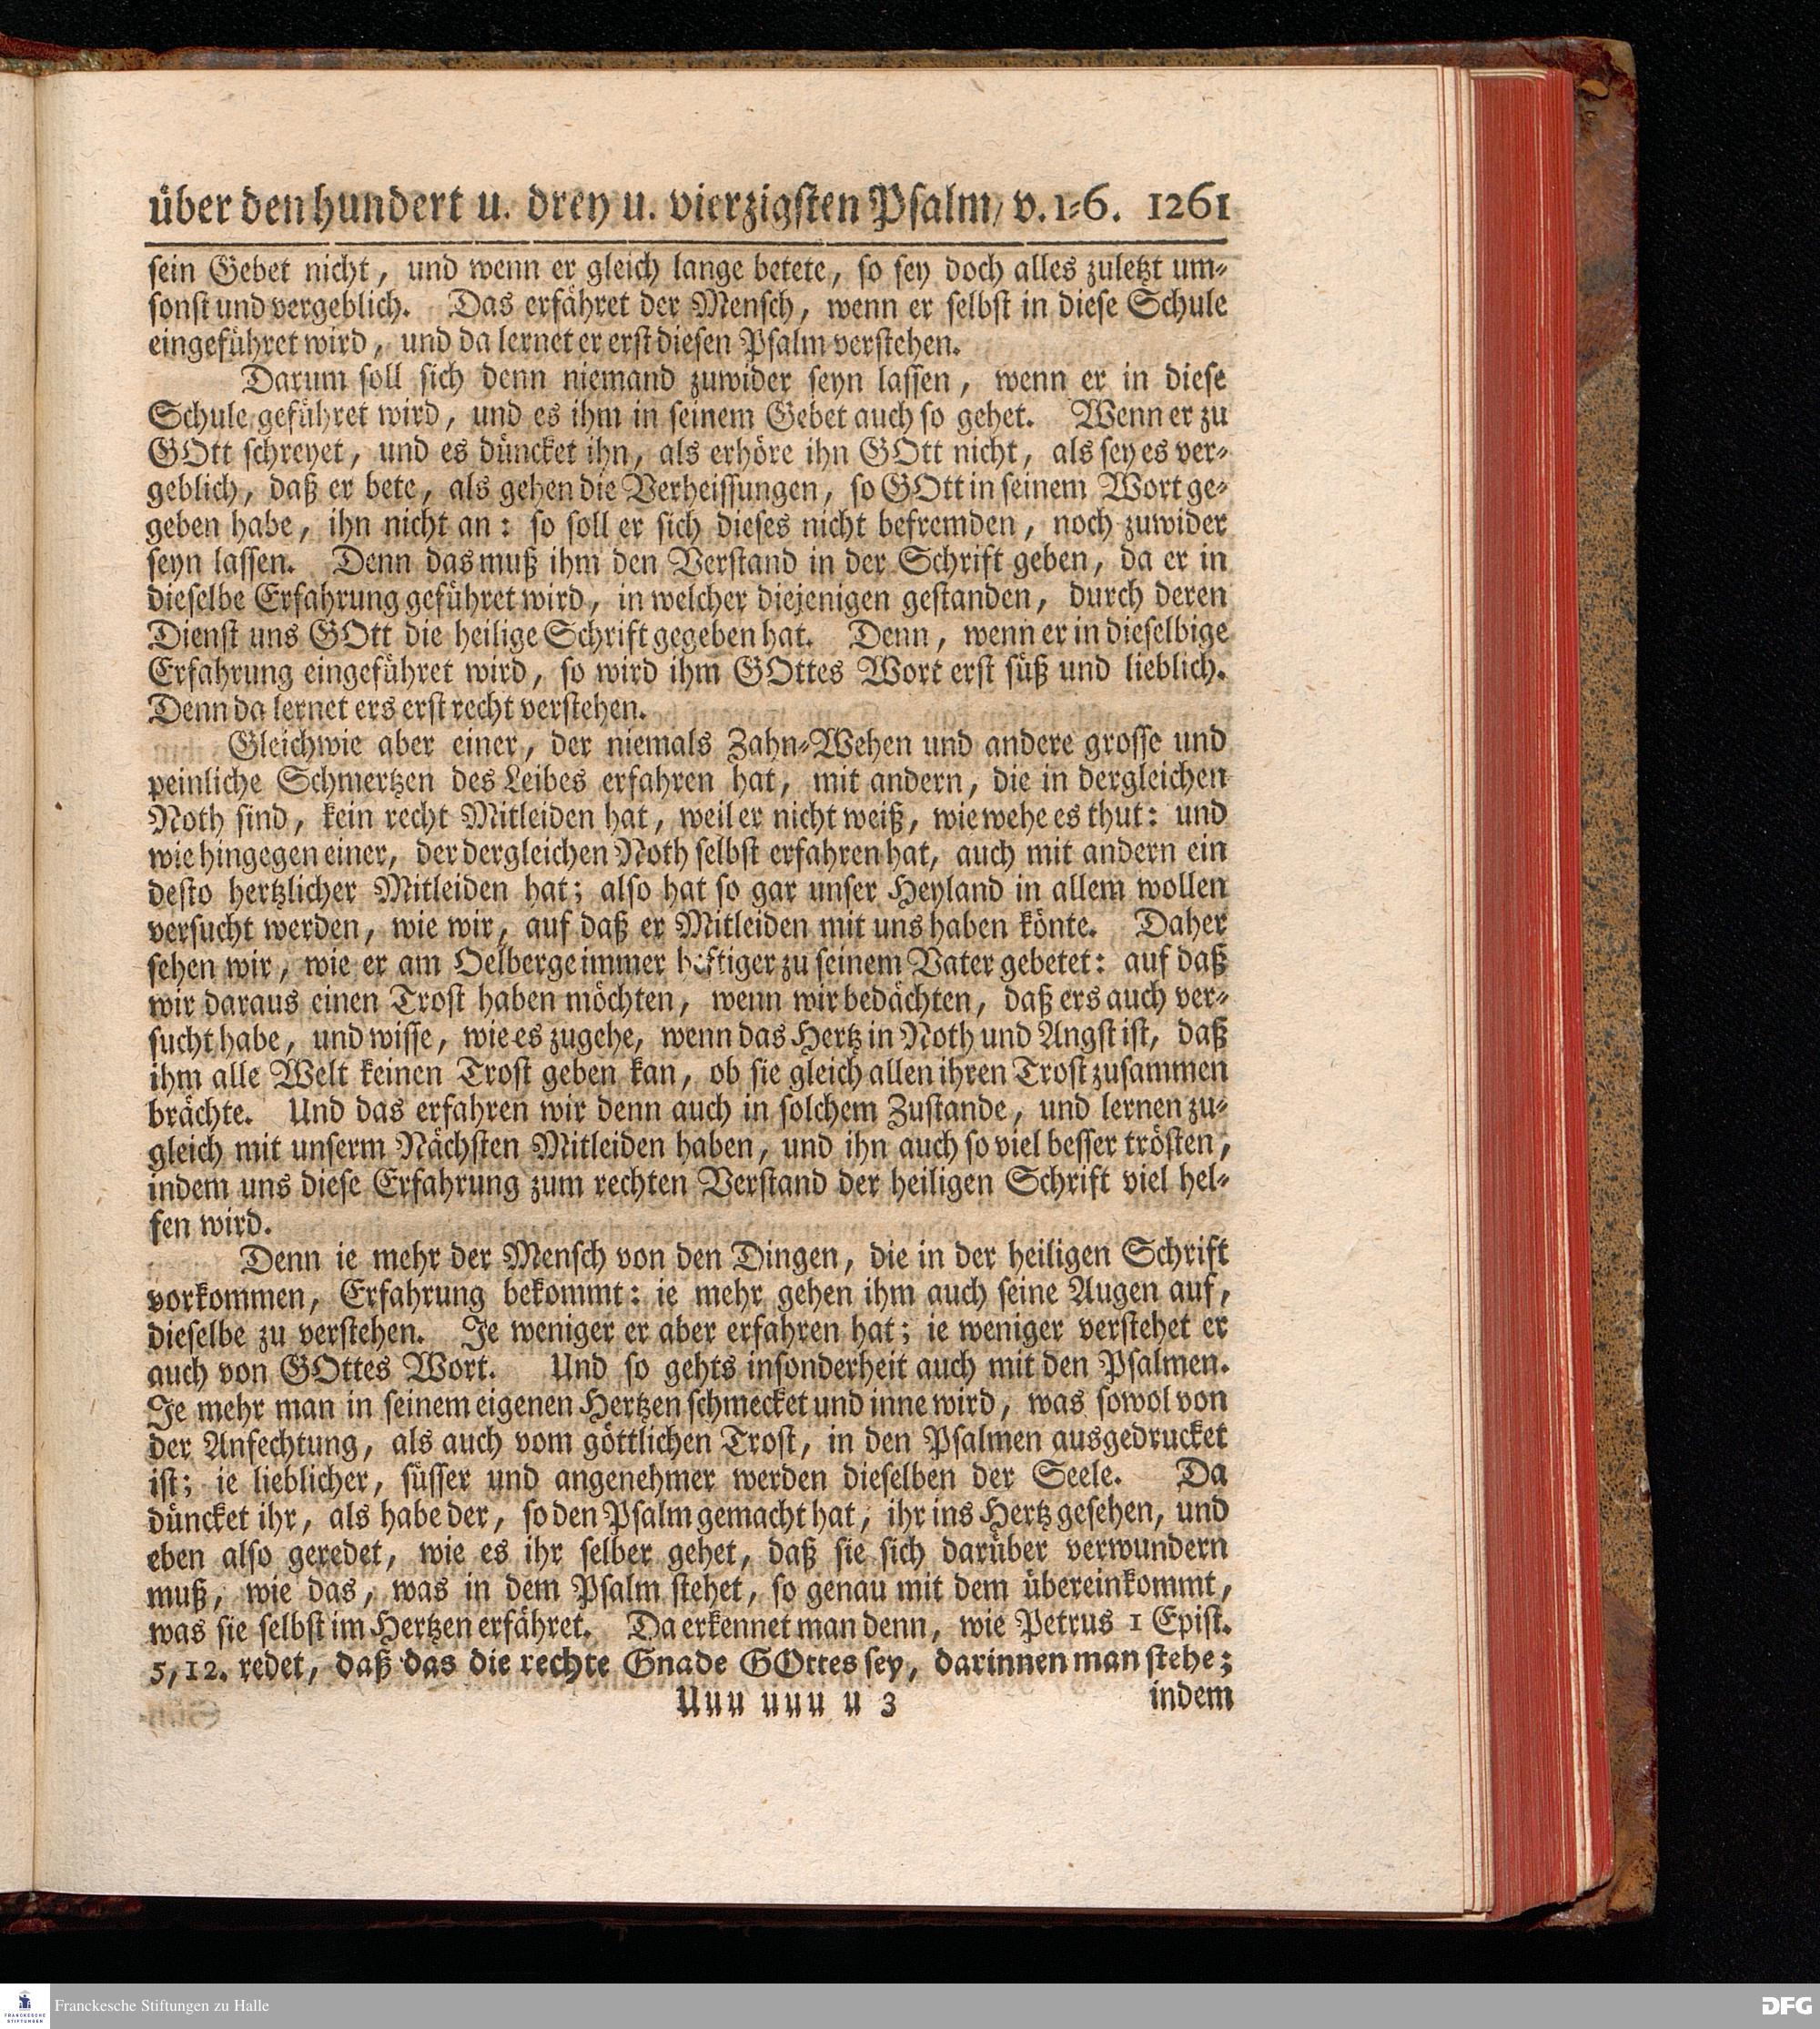 über den hundert u. drey u. vierzigsten Psalm/ v. 1-6. 1261
sein Gebet nicht, und wenn er gleich lange betete, so sey doch alles zuletzt um-
sonst und vergeblich. Das erfähret der Mensch, wenn er selbst in diese Schule
eingeführet wird, und da lernet er erst diesen Psalm verstehen.
Darum soll sich denn niemand zuwider seyn lassen, wenn er in diese
Schule geführet wird, und es ihm in seinem Gebet auch so gehet. Wenn er zu
GOtt schreyet, und es düncket ihn, als erhöre ihn GOtt nicht, als sey es ver-
geblich, daß er bete, als gehen die Verheissungen, so GOtt in seinem Wort ge-
geben habe, ihn nicht an: so soll er sich dieses nicht befremden, noch zuwider
seyn lassen. Denn das muß ihm den Verstand in der Schrift geben, da er in
dieselbe Erfahrung geführet wird, in welcher diejenigen gestanden, durch deren
Dienst uns GOtt die heilige Schrift gegeben hat. Denn, wenn er in dieselbige
Erfahrung eingeführet wird, so wird ihm GOttes Wort erst süß und lieblich.
Denn da lernet ers erst recht verstehen.
Gleichwie aber einer, der niemals Zahn-Wehen und andere grosse und
peinliche Schmertzen des Leibes erfahren hat, mit andern, die in dergleichen
Noth sind, kein recht Mitleiden hat, weil er nicht weiß, wie wehe es thut: und
wie hingegen einer, der dergleichen Noth selbst erfahren hat, auch mit andern ein
desto hertzlicher Mitleiden hat; also hat so gar unser Heyland in allem wollen
versucht werden, wie wir, auf daß er Mitleiden mit uns haben könte. Daher
sehen wir, wie er am Oelberge immer heftiger zu seinem Vater gebetet: auf daß
wir daraus einen Trost haben möchten, wenn wir bedächten, daß ers auch ver-
sucht habe, und wisse, wie es zugehe, wenn das Hertz in Noth und Angst ist, daß
ihm alle Welt keinen Trost geben kan, ob sie gleich allen ihren Trost zusammen
brächte. Und das erfahren wir denn auch in solchem Zustande, und lernen zu-
gleich mit unserm Nächsten Mitleiden haben, und ihn auch so viel besser trösten,
indem uns diese Erfahrung zum rechten Verstand der heiligen Schrift viel hel-
fen wird.
Denn ie mehr der Mensch von den Dingen, die in der heiligen Schrift
vorkommen, Erfahrung bekommt: ie mehr gehen ihm auch seine Augen auf,
dieselbe zu verstehen. Je weniger er aber erfahren hat; ie weniger verstehet er
auch von GOttes Wort. Und so gehts insonderheit auch mit den Psalmen.
Je mehr man in seinem eigenen Hertzen schmecket und inne wird, was sowol von
der Anfechtung, als auch vom göttlichen Trost, in den Psalmen ausgedrucket
ist; ie lieblicher, süsser und angenehmer werden dieselben der Seele. Da
düncket ihr, als habe der, so den Psalm gemacht hat, ihr ins Hertz gesehen, und
eben also geredet, wie es ihr selber gehet, daß sie sich darüber verwundern
muß, wie das, was in dem Psalm stehet, so genau mit dem übereinkommt,
was sie selbst im Hertzen erfähret. Da erkennet man denn, wie Petrus 1 Epist.
5, 12. redet, daß das die rechte Gnade GOttes sey, darinnen man stehe;
Uuu uuu u 3 indem
Franckesche Stiftungen zu Halle
FRANCKESCHE STIFTUNGEN
DFG